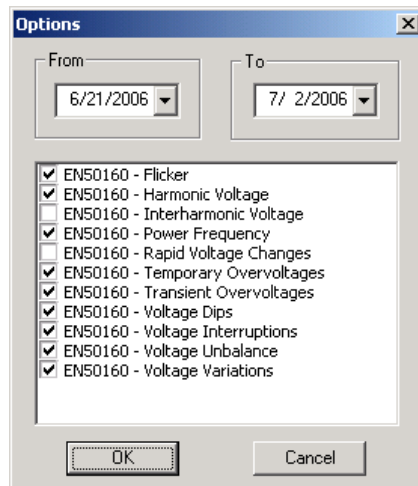 Options
From
To
6/21/2006
7/ 2/2006
EN50160 - Flicker
EN50160 - Harmonic Voltage
EN50160 - Interharmonic Voltage
EN50160 - Power Frequency
EN50160 - Rapid Voltage Changes
EN50160 - Temporary Overvoltages
EN50160 - Transient Overvoltages
EN50160 - Voltage Dips
EN50160 - Voltage Interruptions
EN50160 - Voltage Unbalance
EN50160 - Voltage Variations
OK
Cancel